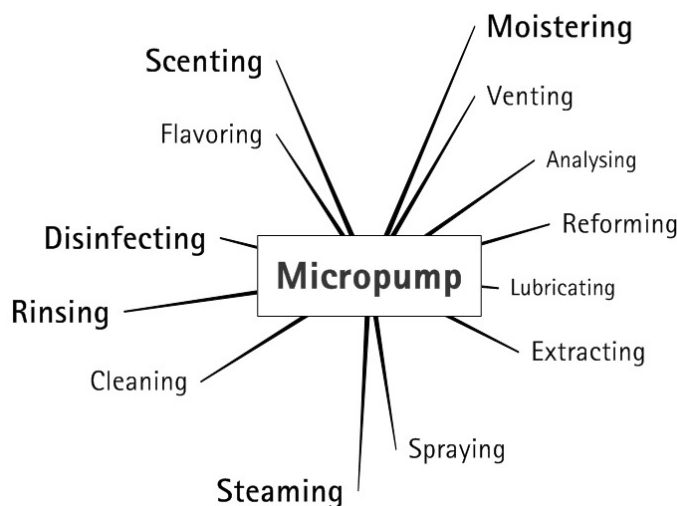 Moistering
Scenting
Venting
Flavoring
Analysing
Reforming
Disinfecting
Micropump
Lubricating
Rinsing
Extracting
Cleaning
Spraying
Steaming